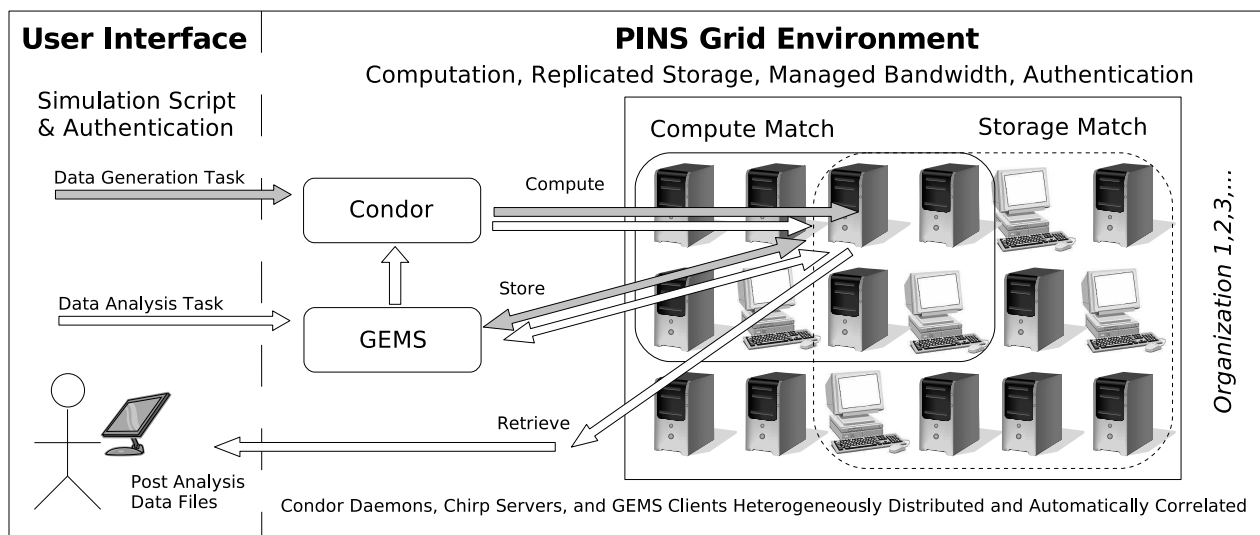 User Interface
PINS Grid Environment
Computation, Replicated Storage, Managed Bandwidth, Authentication
Simulation Script
& Authentication
Compute Match
Storage Match
Data Generation Task
Condor
Compute
Data Analysis Task
GEMS
Store
Retrieve
Organization 1,2,3,...
Post Analysis
Data Files
Condor Daemons, Chirp Servers, and GEMS Clients Heterogeneously Distributed and Automatically Correlated